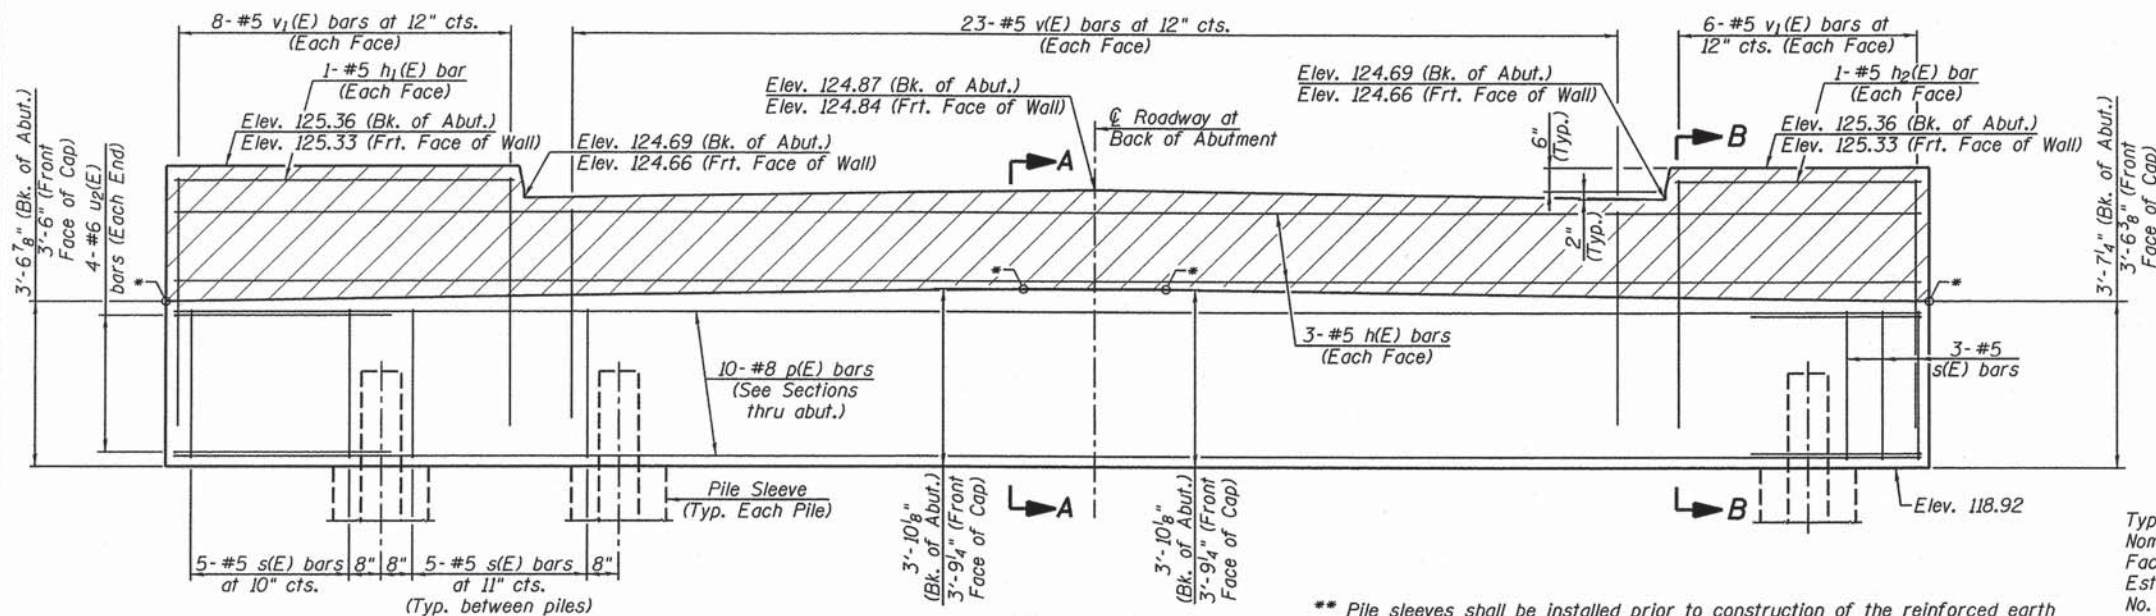 8- #5 v1(E) bars at 12" cts.
(Each Face)
23- #5 v(E) bars at 12" cts.
(Each Face)
6- #5 v1(E) bars at
12" cts. (Each Face)
1- #5 h1(E) bar
(Each Face)
Elev. 125.36 (Bk. of Abut.)
Elev. 125.33 (Frt. Face of Wall)
Elev. 124.69 (Bk. of Abut.)
Elev. 124.66 (Frt. Face of Wall)
Elev. 124.87 (Bk. of Abut.)
Elev. 124.84 (Frt. Face of Wall)
℄ Roadway at
Back of Abutment
Elev. 124.69 (Bk. of Abut.)
Elev. 124.66 (Frt. Face of Wall)
6"
(Typ.)
2"
(Typ.)
1- #5 h2(E) bar
(Each Face)
Elev. 125.36 (Bk. of Abut.)
Elev. 125.33 (Frt. Face of Wall)
A
B
3'-6 7/8" (Bk. of Abut.)
3'-6" (Front
Face of Cap)
4- #6 u2(E)
bars (Each End)
3'-7 1/4" (Bk. of Abut.)
3'-6 3/8" (Front
Face of Cap)
*
*
*
*
3- #5 h(E) bars
(Each Face)
10- #8 p(E) bars
(See Sections
thru abut.)
3- #5
s(E) bars
Pile Sleeve
(Typ. Each Pile)
3'-10 1/8"
(Bk. of Abut.)
3'-9 1/4" (Front
Face of Cap)
3'-10 1/8"
(Bk. of Abut.)
3'-9 1/4" (Front
Face of Cap)
A
B
Elev. 118.92
5- #5 s(E) bars
at 10" cts.
8"
8"
5- #5 s(E) bars
at 11" cts.
8"
(Typ. between piles)
** Pile sleeves shall be installed prior to construction of the reinforced earth
Typ
Nom
Fac
Est
No.